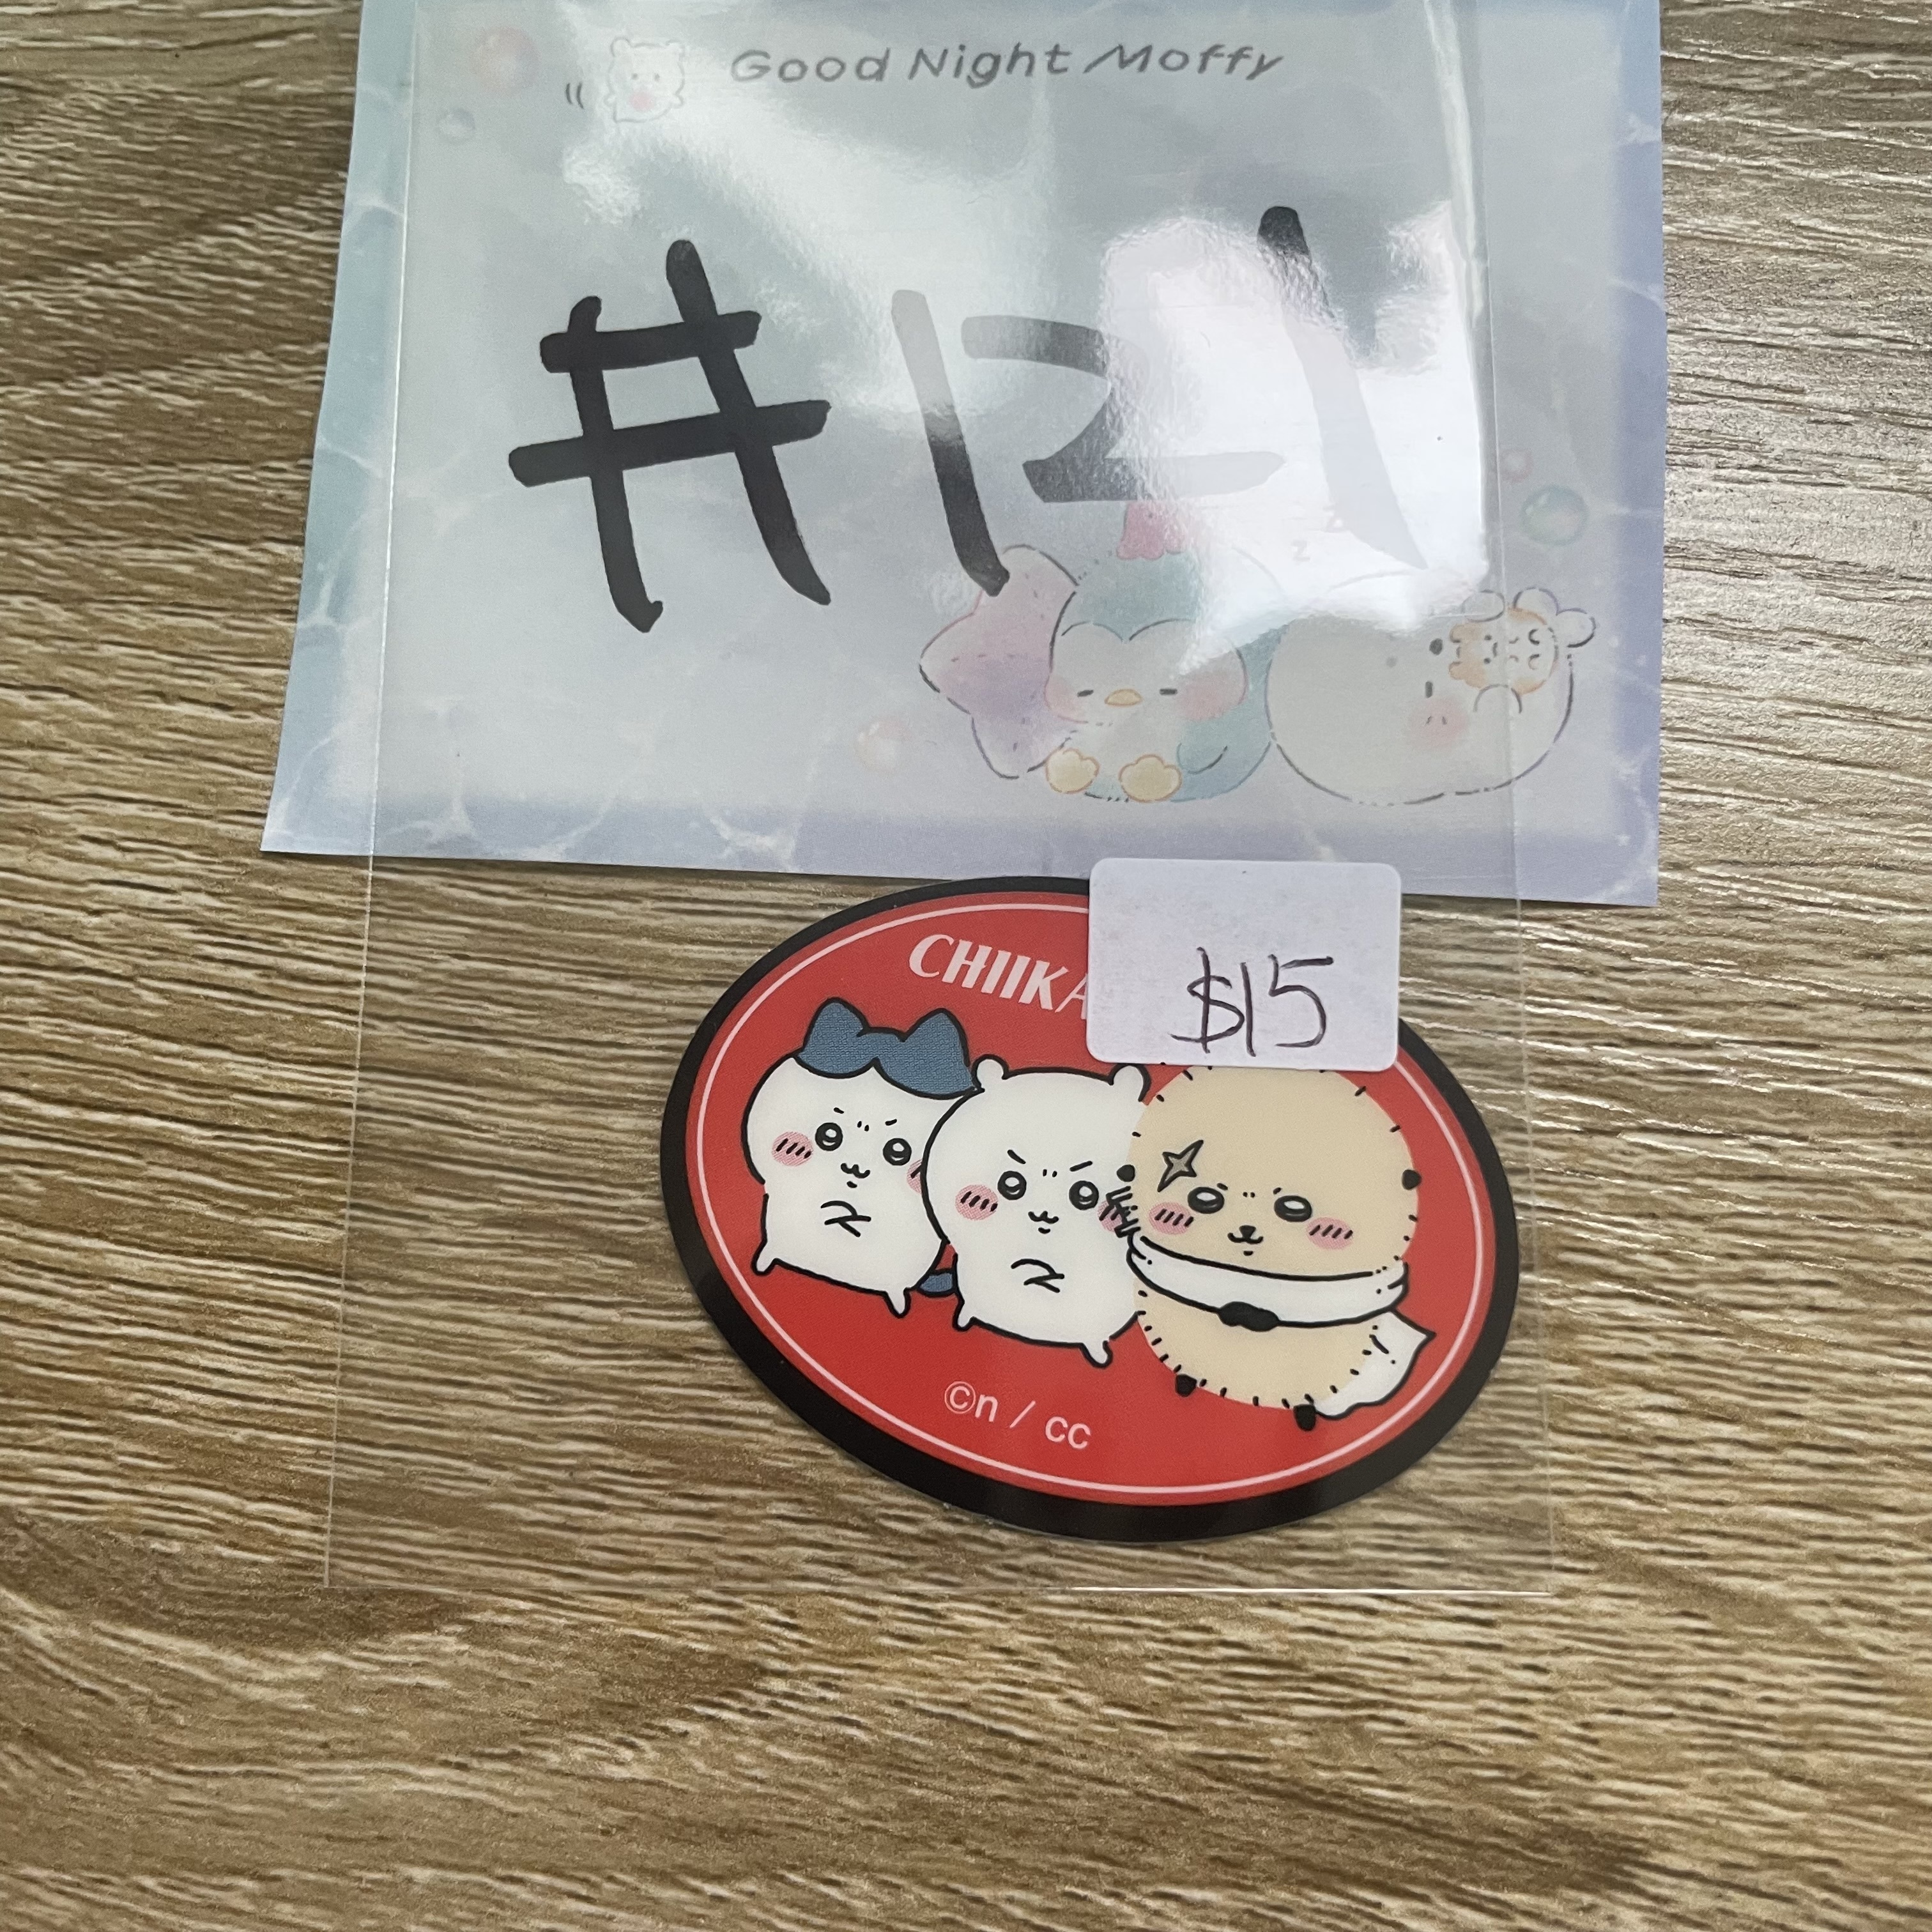 Good Night Moffy
#121
$15
CHIIKA
©n / cc